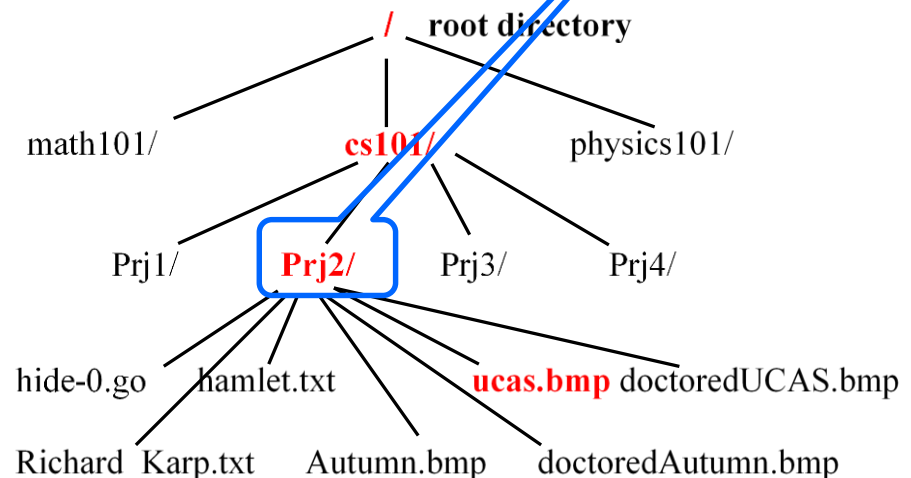 / root directory
math101/ cs101/ physics101/
Prj1/ Prj2/ Prj3/ Prj4/
hide-0.go hamlet.txt ucas.bmp doctoredUCAS.bmp
Richard Karp.txt Autumn.bmp doctoredAutumn.bmp